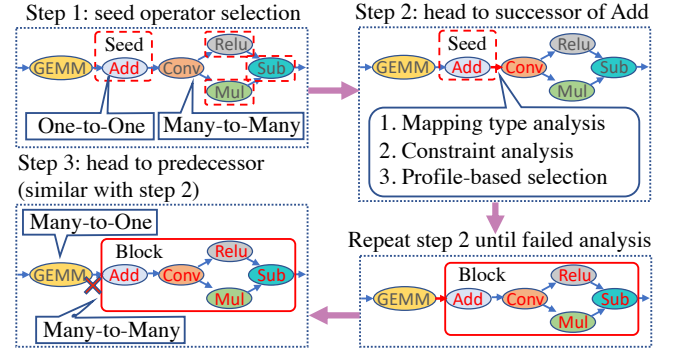 Step 1: seed operator selection
Seed
GEMM
Add
Conv
Relu
Mul
Sub
One-to-One
Many-to-Many
Step 2: head to successor of Add
Seed
GEMM
Add
Conv
Relu
Mul
Sub
1. Mapping type analysis
2. Constraint analysis
3. Profile-based selection
Step 3: head to predecessor
(similar with step 2)
Many-to-One
Block
GEMM
Add
Conv
Relu
Mul
Sub
Many-to-Many
Repeat step 2 until failed analysis
Block
GEMM
Add
Conv
Relu
Mul
Sub